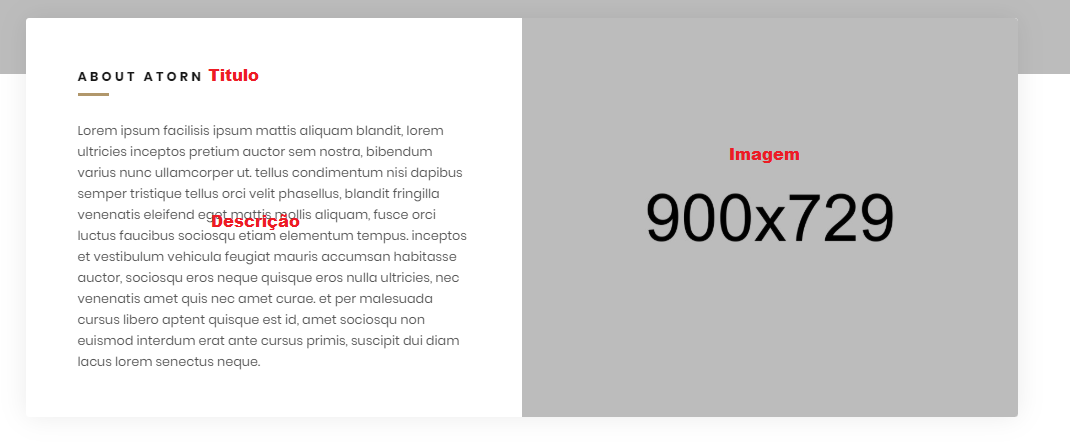 ABOUT ATORN Titulo
Lorem ipsum facilisis ipsum mattis aliquam blandit, lorem
ultricies inceptos pretium auctor sem nostra, bibendum
varius nunc ullamcorper ut. tellus condimentum nisi dapibus
semper tristique tellus orci velit phasellus, blandit fringilla
venenatis eleifend eget mattis mollis aliquam, fusce orci
Descrição
luctus faucibus sociosqu etiam elementum tempus. inceptos
et vestibulum vehicula feugiat mauris accumsan habitasse
auctor, sociosqu eros neque quisque eros nulla ultricies, nec
venenatis amet quis nec amet curae. et per malesuada
cursus libero aptent quisque est id, amet sociosqu non
euismod interdum erat ante cursus primis, suscipit dui diam
lacus lorem senectus neque.
Imagem
900x729